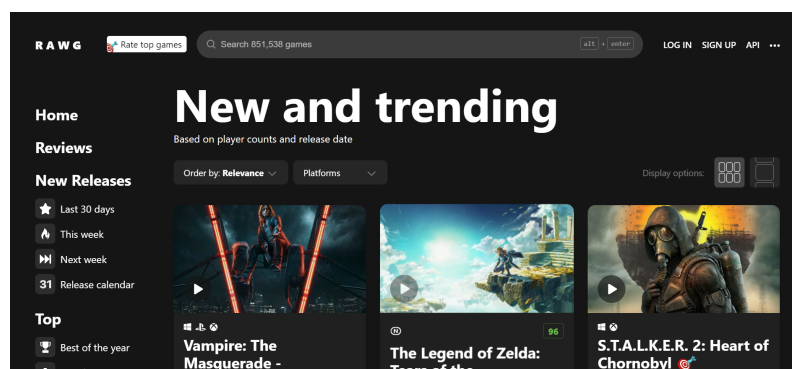 RAWG
Rate top games
Search 851,538 games
alt + enter
LOG IN SIGN UP API
Home
Reviews
New Releases
Last 30 days
This week
Next week
31 Release calendar
Top
Best of the year
New and trending
Based on player counts and release date
Order by: Relevance
Platforms
Display options:
Vampire: The
Masquerade -
96
The Legend of Zelda:
Tears of the
S.T.A.L.K.E.R. 2: Heart of
Chornobyl